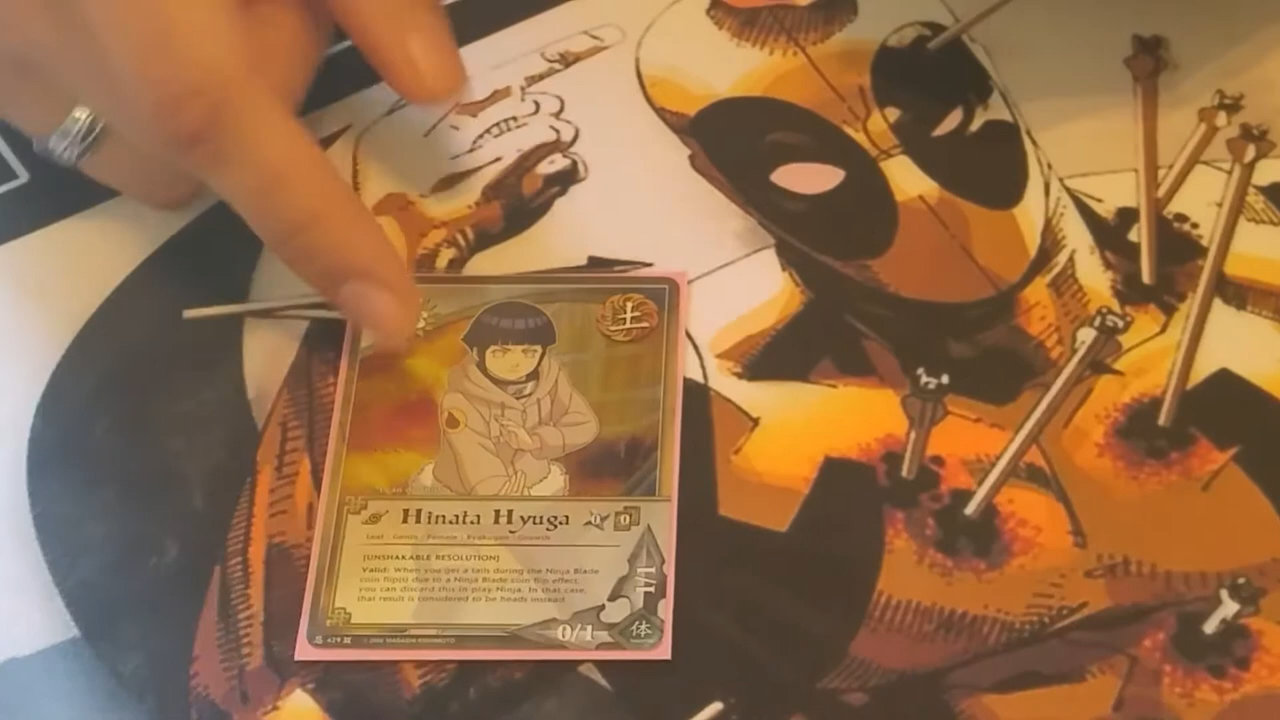 土
Hinata Hyuga 0 0
Leaf | Genin | Female | Byakugan | Growth
[UNSHAKABLE RESOLUTION]
Valid: When you get a tails during the Ninja Blade
coin flip(s) due to a Ninja Blade coin flip effect,
you can discard this in play Ninja. In that case,
that result is considered to be heads instead.
1/1
0/1
体
429
MASASHI KISHIMOTO